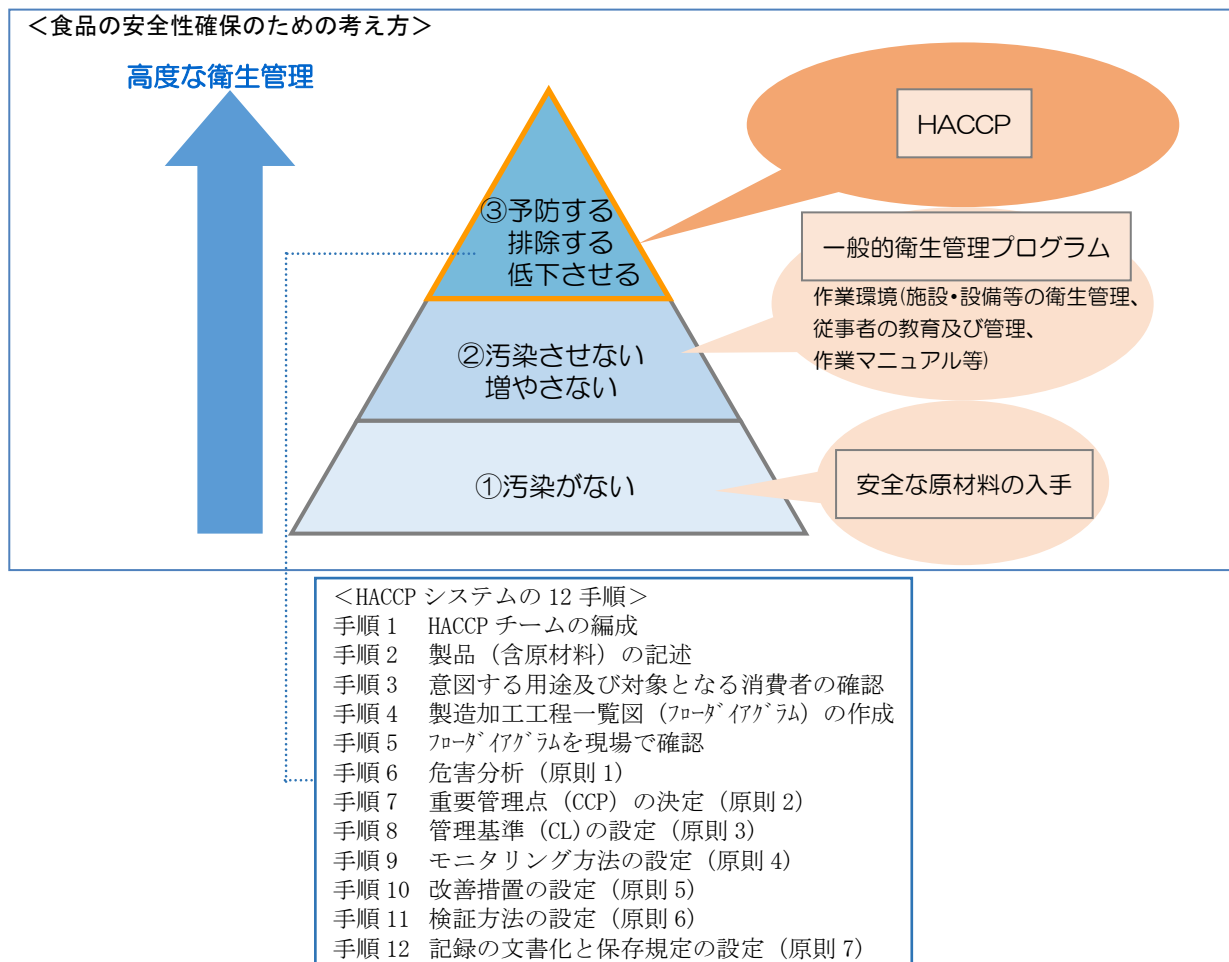 ＜食品の安全性確保のための考え方＞
高度な衛生管理
HACCP
③予防する
排除する
低下させる
一般的衛生管理プログラム
作業環境(施設・設備等の衛生管理、
従事者の教育及び管理、
作業マニュアル等)
②汚染させない
増やさない
①汚染がない
安全な原材料の入手
＜HACCP システムの 12 手順＞
手順 1 HACCP チームの編成
手順 2 製品（含原材料）の記述
手順 3 意図する用途及び対象となる消費者の確認
手順 4 製造加工工程一覧図（ﾌﾛｰﾀﾞｲｱｸﾞﾗﾑ）の作成
手順 5 ﾌﾛｰﾀﾞｲｱｸﾞﾗﾑを現場で確認
手順 6 危害分析（原則 1）
手順 7 重要管理点（CCP）の決定（原則 2）
手順 8 管理基準（CL)の設定（原則 3）
手順 9 モニタリング方法の設定（原則 4）
手順 10 改善措置の設定（原則 5）
手順 11 検証方法の設定（原則 6）
手順 12 記録の文書化と保存規定の設定（原則 7）